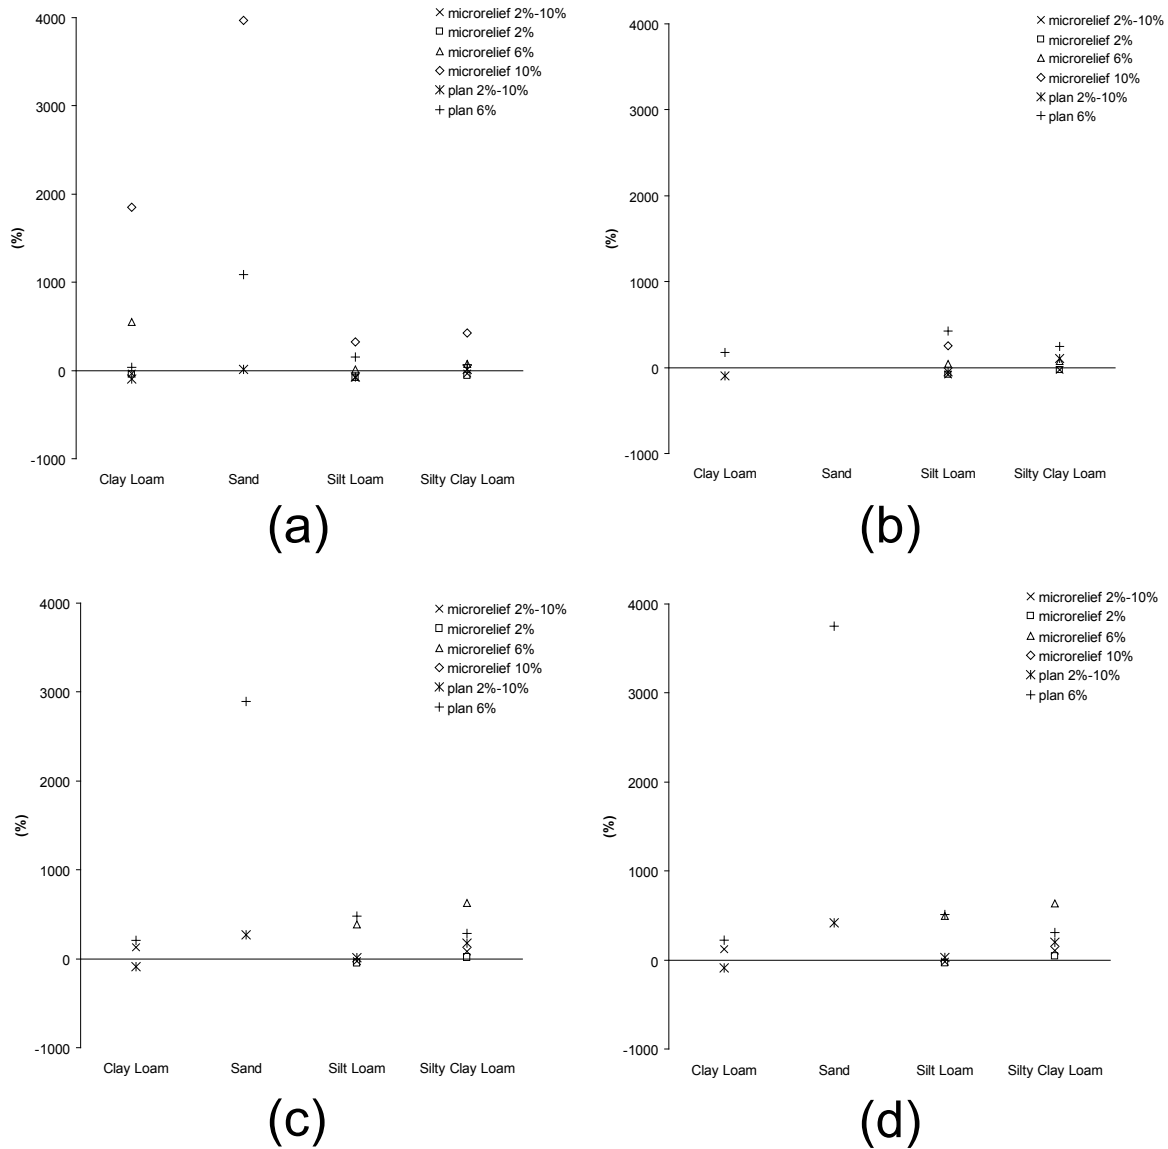 4000
3000
2000
1000
0
-1000
(%)
Clay Loam Sand Silt Loam Silty Clay Loam
microrelief 2%-10%
microrelief 2%
microrelief 6%
microrelief 10%
plan 2%-10%
plan 6%
(a)
4000
3000
2000
1000
0
-1000
(%)
Clay Loam Sand Silt Loam Silty Clay Loam
microrelief 2%-10%
microrelief 2%
microrelief 6%
microrelief 10%
plan 2%-10%
plan 6%
(b)
4000
3000
2000
1000
0
-1000
(%)
Clay Loam Sand Silt Loam Silty Clay Loam
microrelief 2%-10%
microrelief 2%
microrelief 6%
microrelief 10%
plan 2%-10%
plan 6%
(c)
4000
3000
2000
1000
0
-1000
(%)
Clay Loam Sand Silt Loam Silty Clay Loam
microrelief 2%-10%
microrelief 2%
microrelief 6%
microrelief 10%
plan 2%-10%
plan 6%
(d)